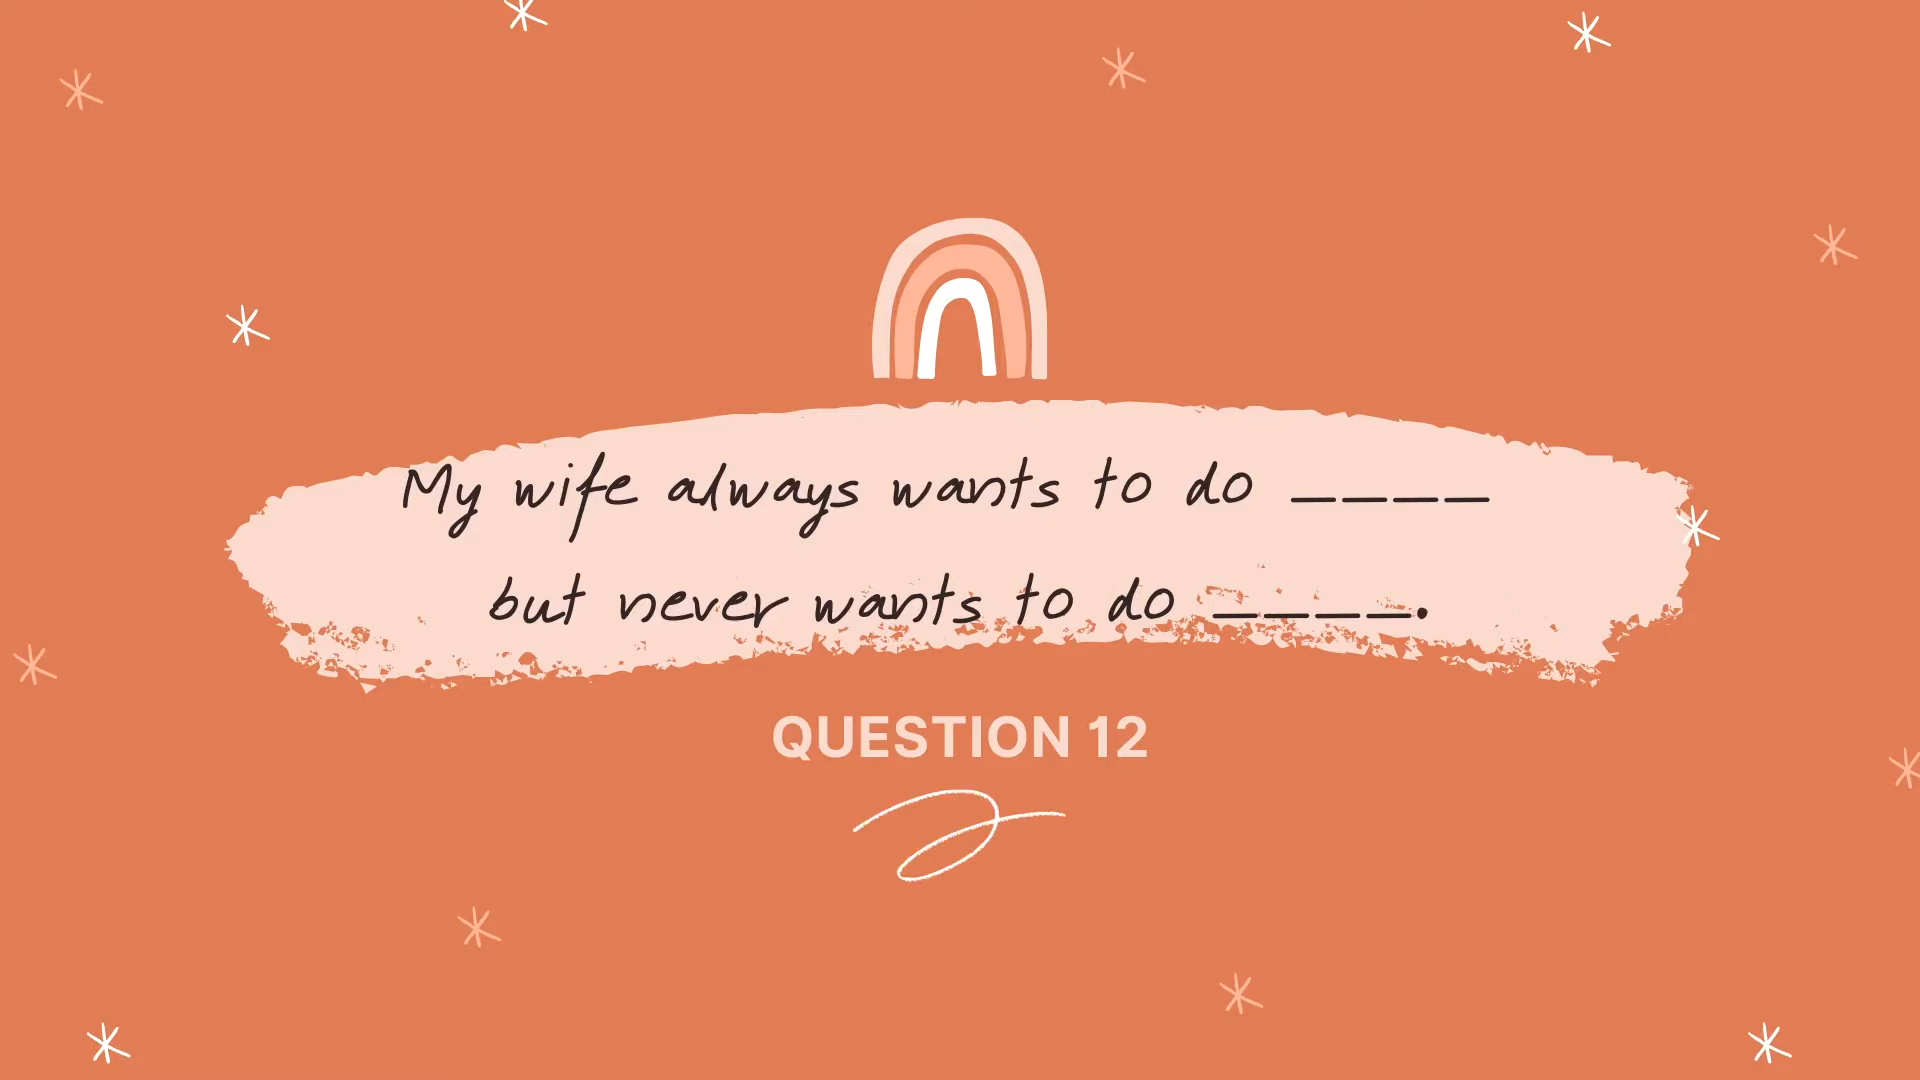 My wife always wants to do ____
but never wants to do ____.
QUESTION 12